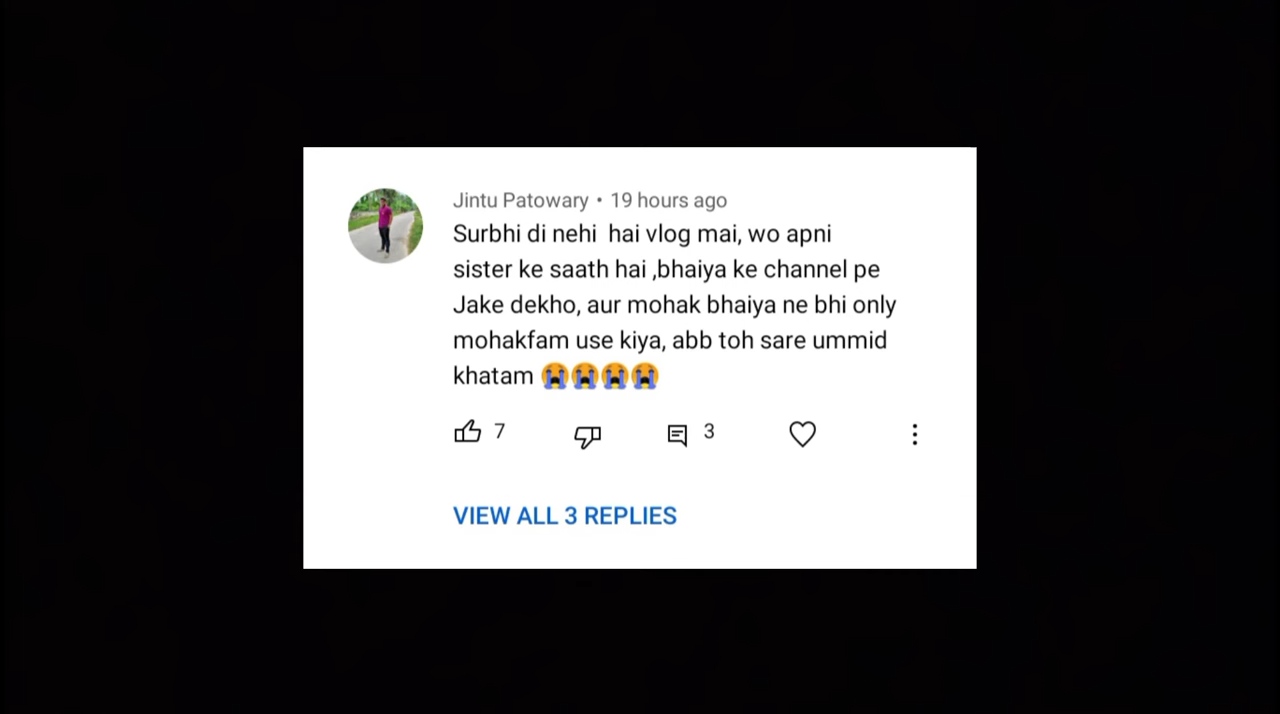 Jintu Patowary • 19 hours ago
Surbhi di nehi  hai vlog mai, wo apni
sister ke saath hai ,bhaiya ke channel pe
Jake dekho, aur mohak bhaiya ne bhi only
mohakfam use kiya, abb toh sare ummid
khatam 😭😭😭😭
7 3
VIEW ALL 3 REPLIES